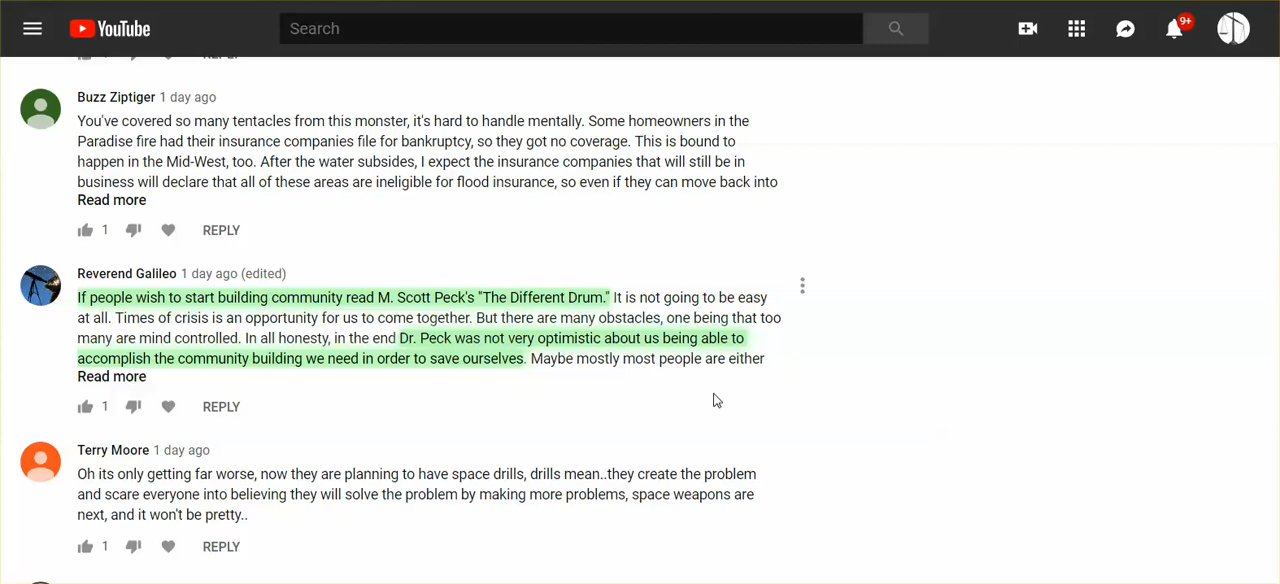 YouTube
Search
9+
REPLY
Buzz Ziptiger 1 day ago
You've covered so many tentacles from this monster, it's hard to handle mentally. Some homeowners in the
Paradise fire had their insurance companies file for bankruptcy, so they got no coverage. This is bound to
happen in the Mid-West, too. After the water subsides, I expect the insurance companies that will still be in
business will declare that all of these areas are ineligible for flood insurance, so even if they can move back into
Read more
1 REPLY
Reverend Galileo 1 day ago (edited)
If people wish to start building community read M. Scott Peck's "The Different Drum." It is not going to be easy
at all. Times of crisis is an opportunity for us to come together. But there are many obstacles, one being that too
many are mind controlled. In all honesty, in the end Dr. Peck was not very optimistic about us being able to
accomplish the community building we need in order to save ourselves. Maybe mostly most people are either
Read more
1 REPLY
Terry Moore 1 day ago
Oh its only getting far worse, now they are planning to have space drills, drills mean..they create the problem
and scare everyone into believing they will solve the problem by making more problems, space weapons are
next, and it won't be pretty..
1 REPLY